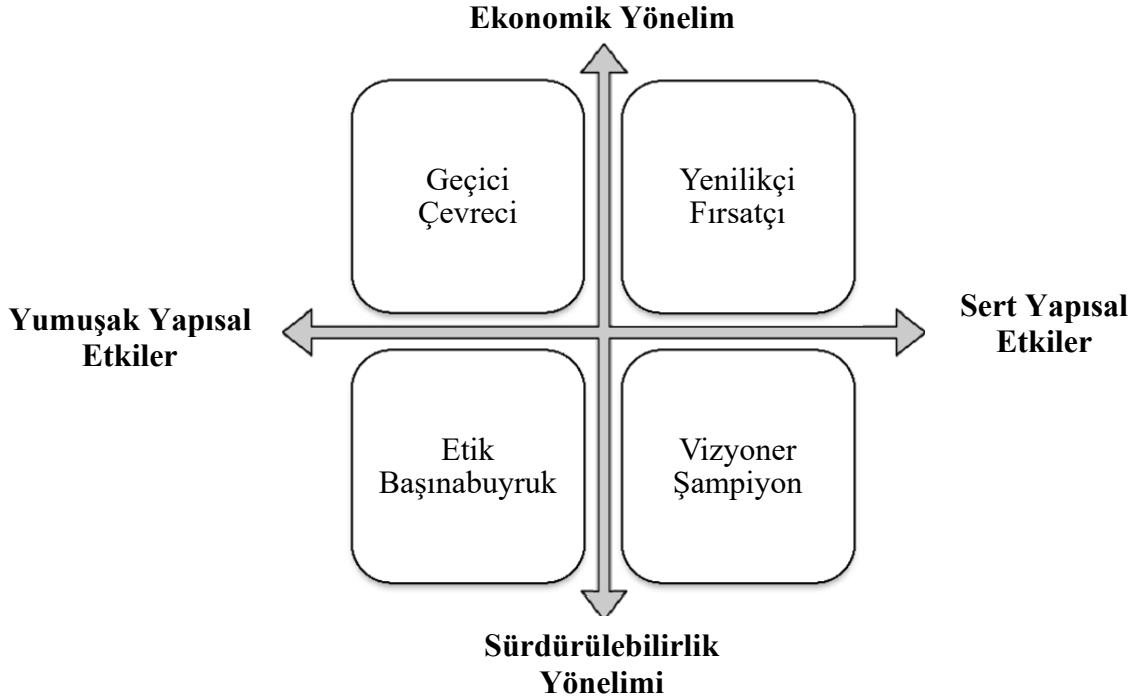 Ekonomik Yönelim
Geçici
Çevreci
Yenilikçi
Fırsatçı
Yumuşak Yapısal
Etkiler
Sert Yapısal
Etkiler
Etik
Başınabuyruk
Vizyoner
Şampiyon
Sürdürülebilirlik
Yönelimi